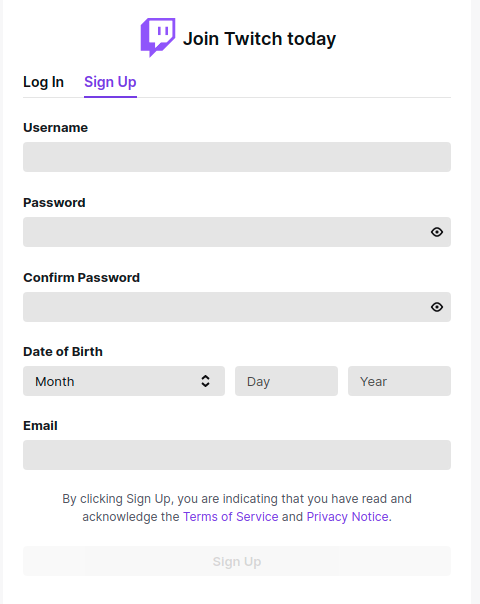 Join Twitch today
Log In
Sign Up
Username
Password
Confirm Password
Date of Birth
Month
Day
Year
Email
By clicking Sign Up, you are indicating that you have read and
acknowledge the Terms of Service and Privacy Notice.
Sign Up